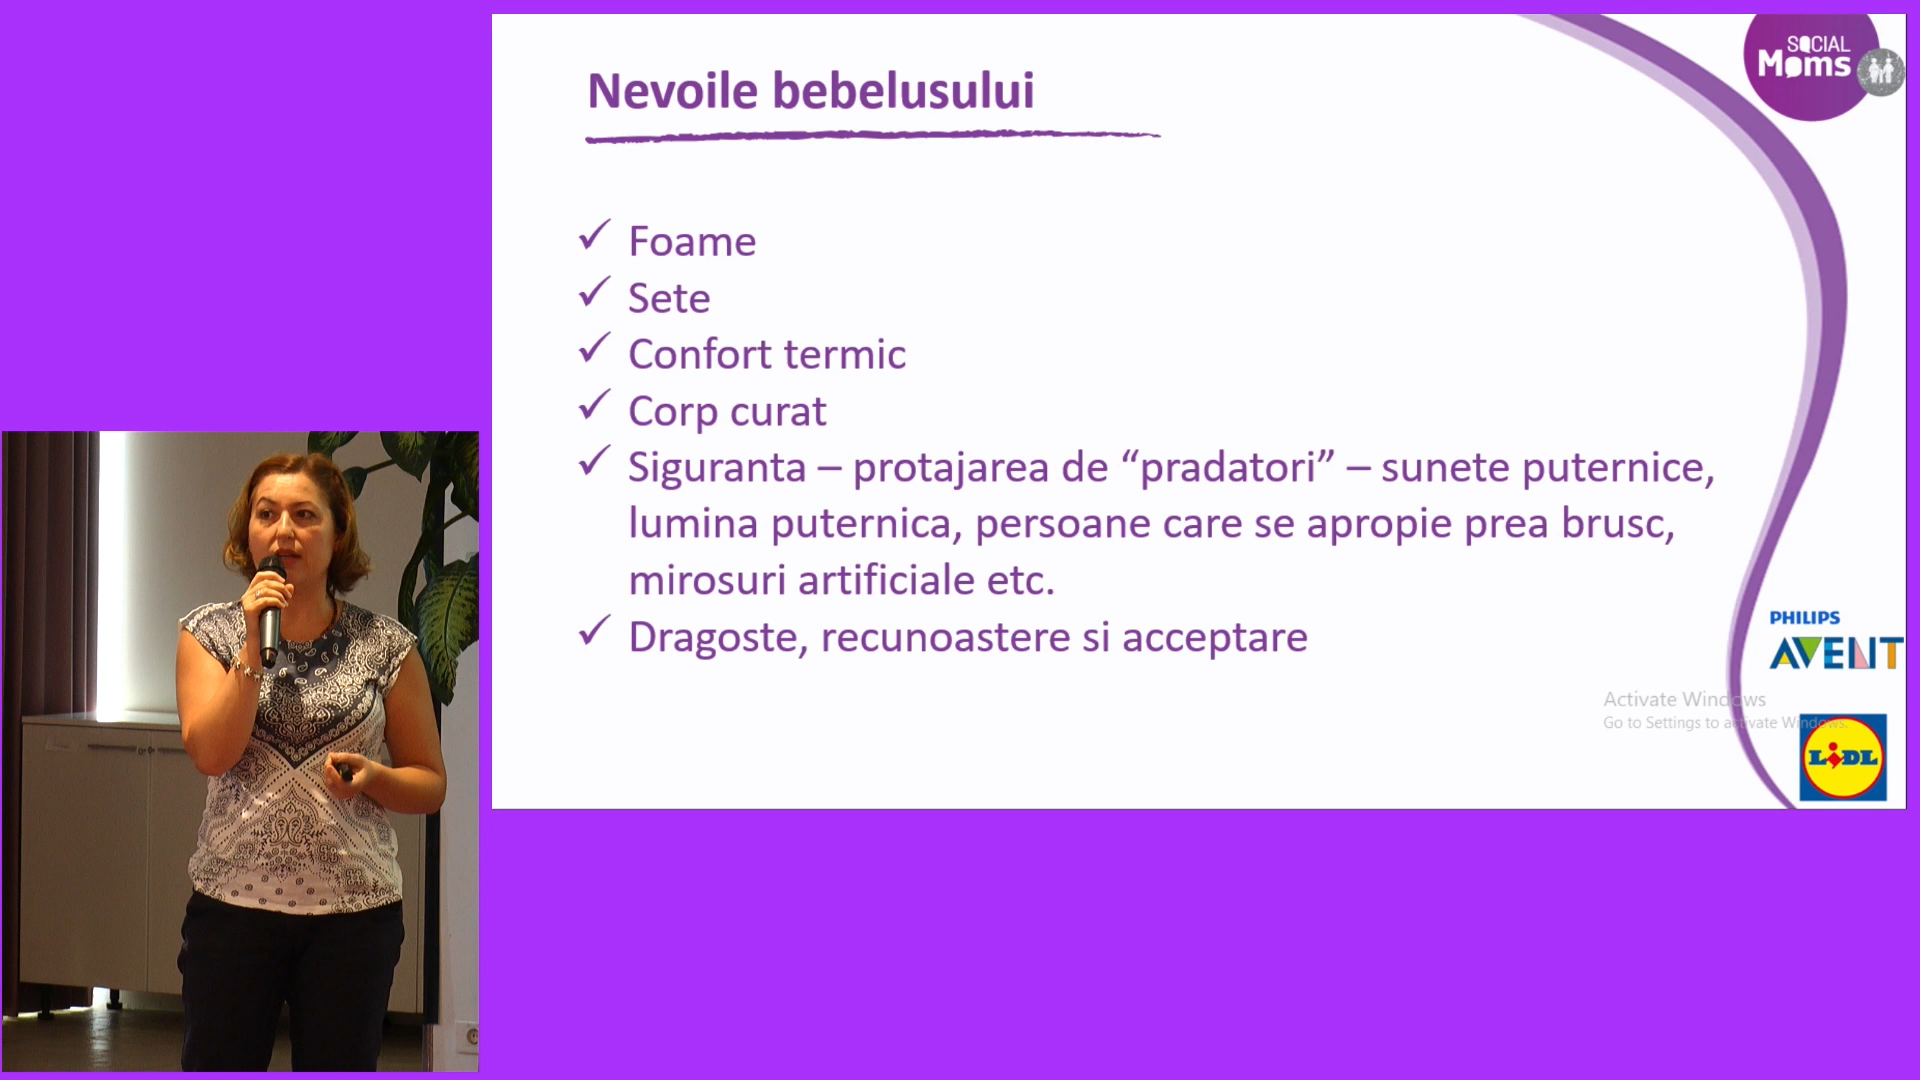 SOCIAL
Moms
Nevoile bebelusului
✓ Foame
✓ Sete
✓ Confort termic
✓ Corp curat
✓ Siguranta – protajarea de “pradatori” – sunete puternice,
lumina puternica, persoane care se apropie prea brusc,
mirosuri artificiale etc.
✓ Dragoste, recunoastere si acceptare
PHILIPS
AVENT
Activate Windows
Go to Settings to activate Windows.
LIDL